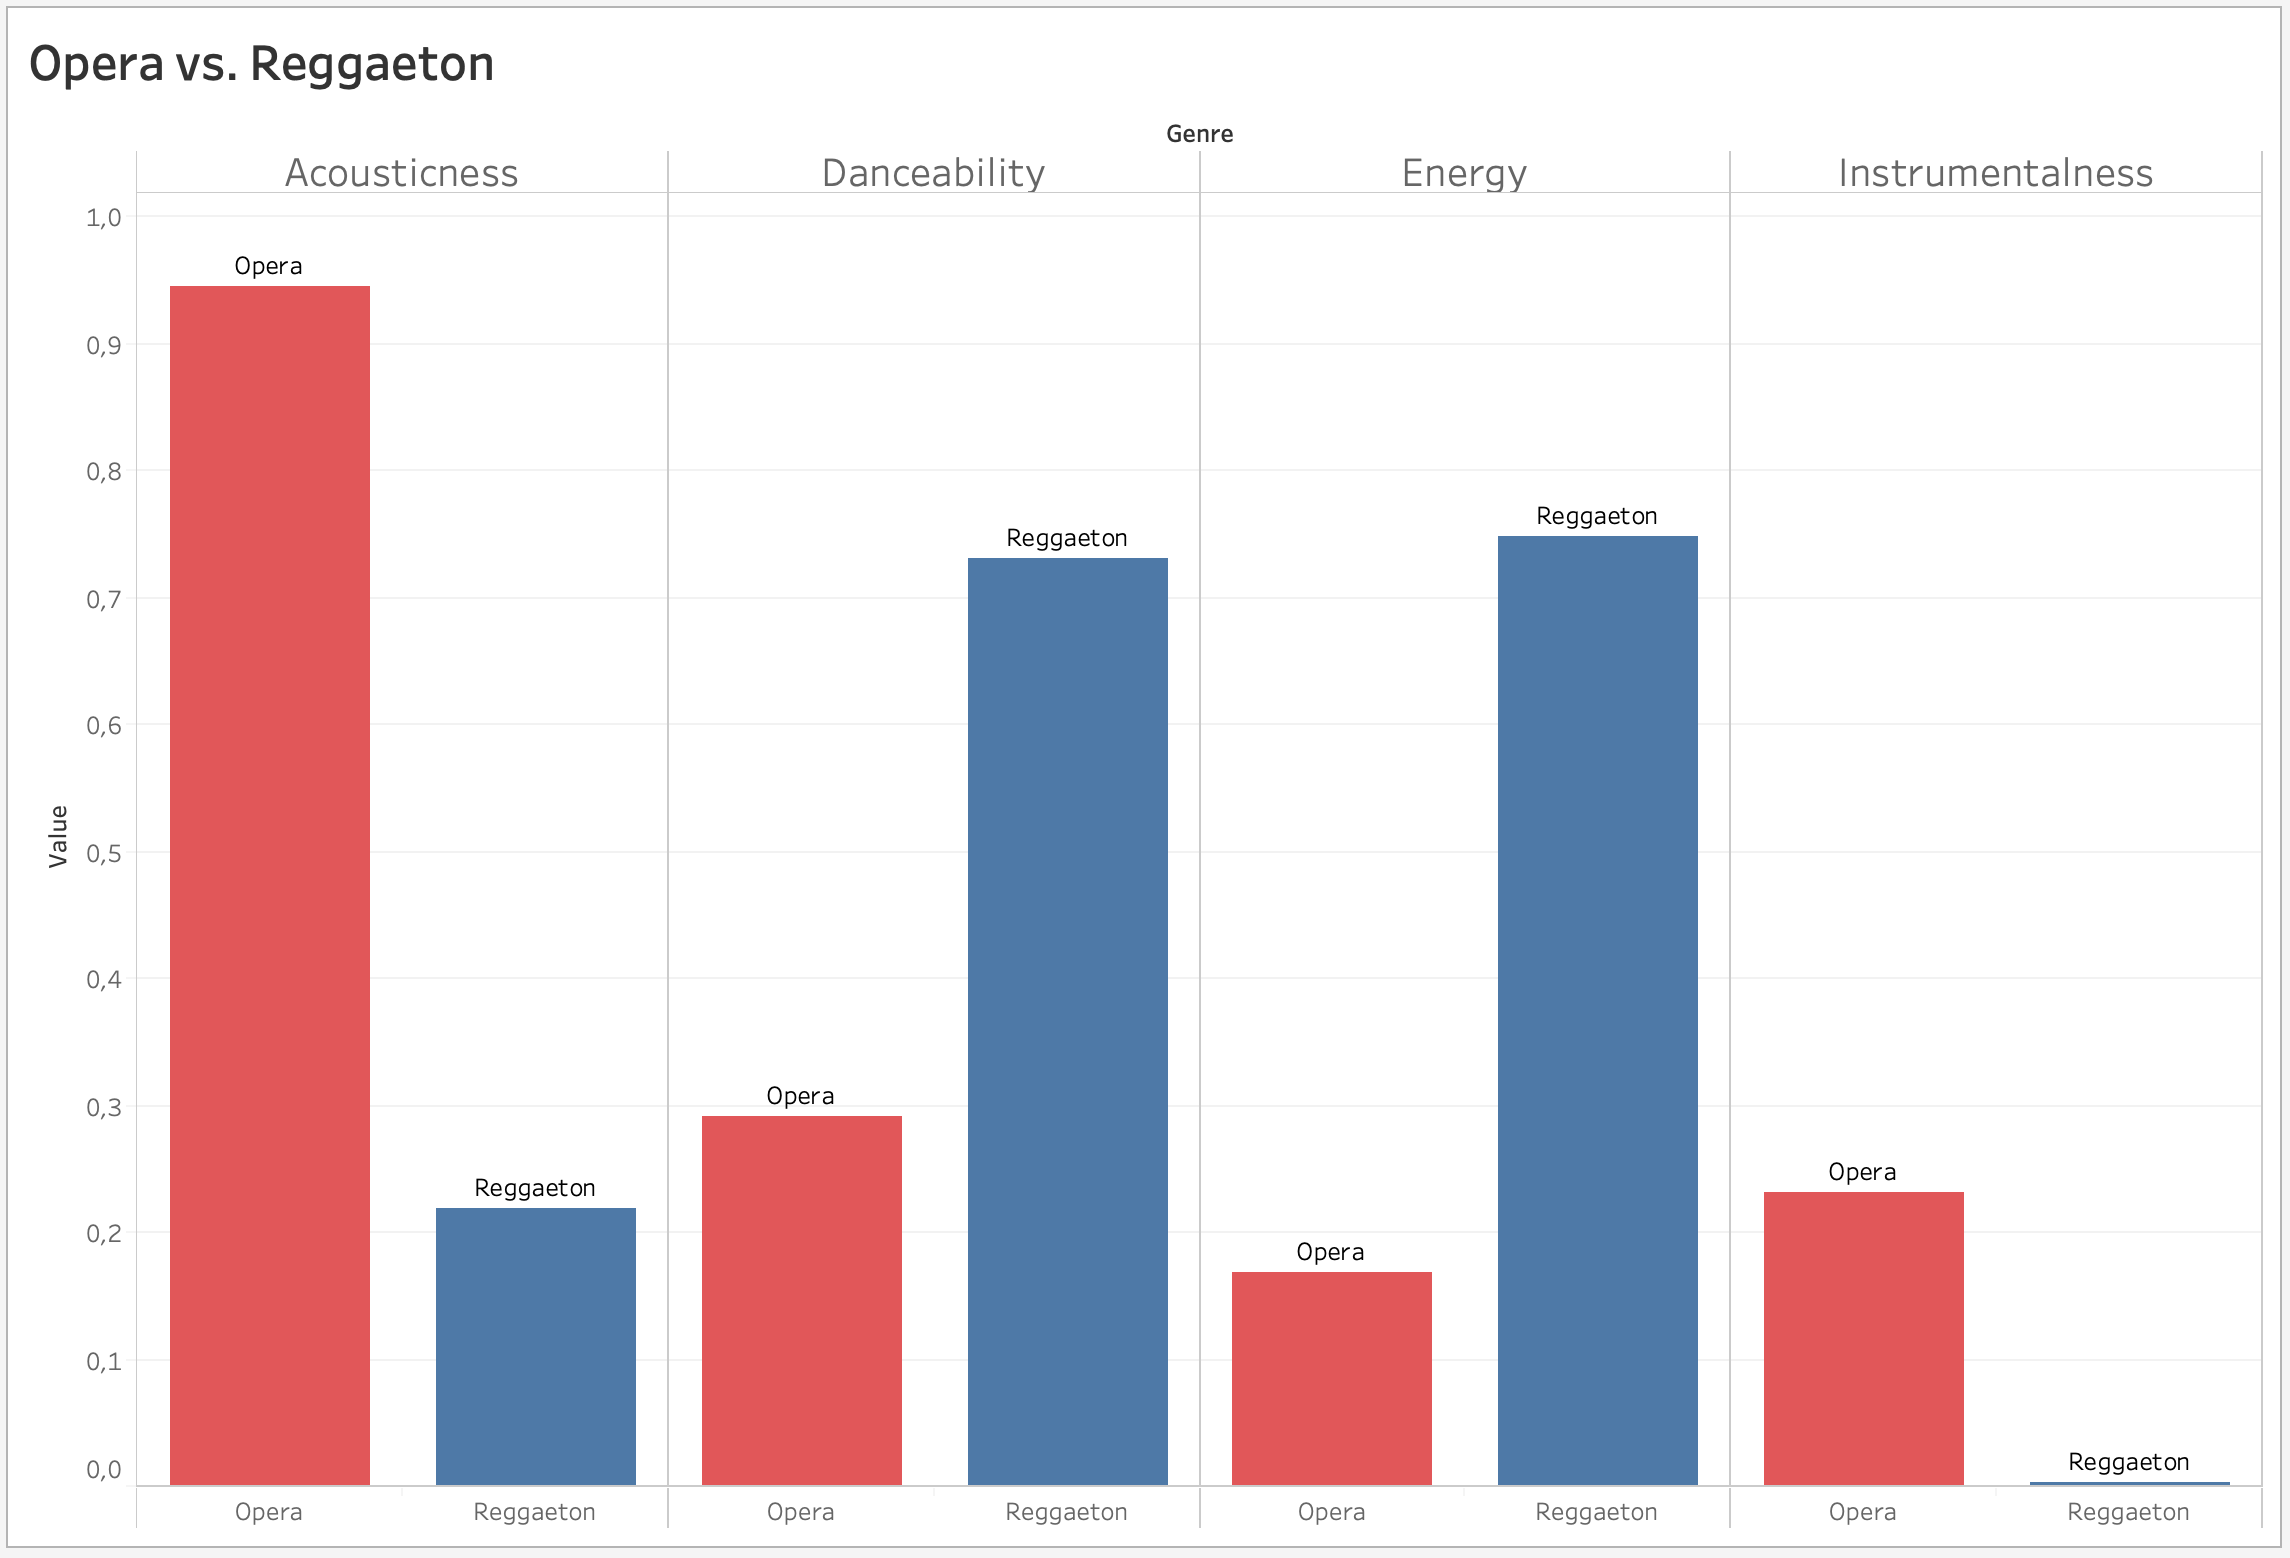 Opera vs. Reggaeton
Genre
Acousticness Danceability Energy Instrumentalness
1,0
Opera
0,9
0,8
Reggaeton
Reggaeton
0,7
0,6
Value
0,5
0,4
0,3
Opera
Opera
Reggaeton
0,2
Opera
0,1
0,0
Reggaeton
Opera Reggaeton Opera Reggaeton Opera Reggaeton Opera Reggaeton